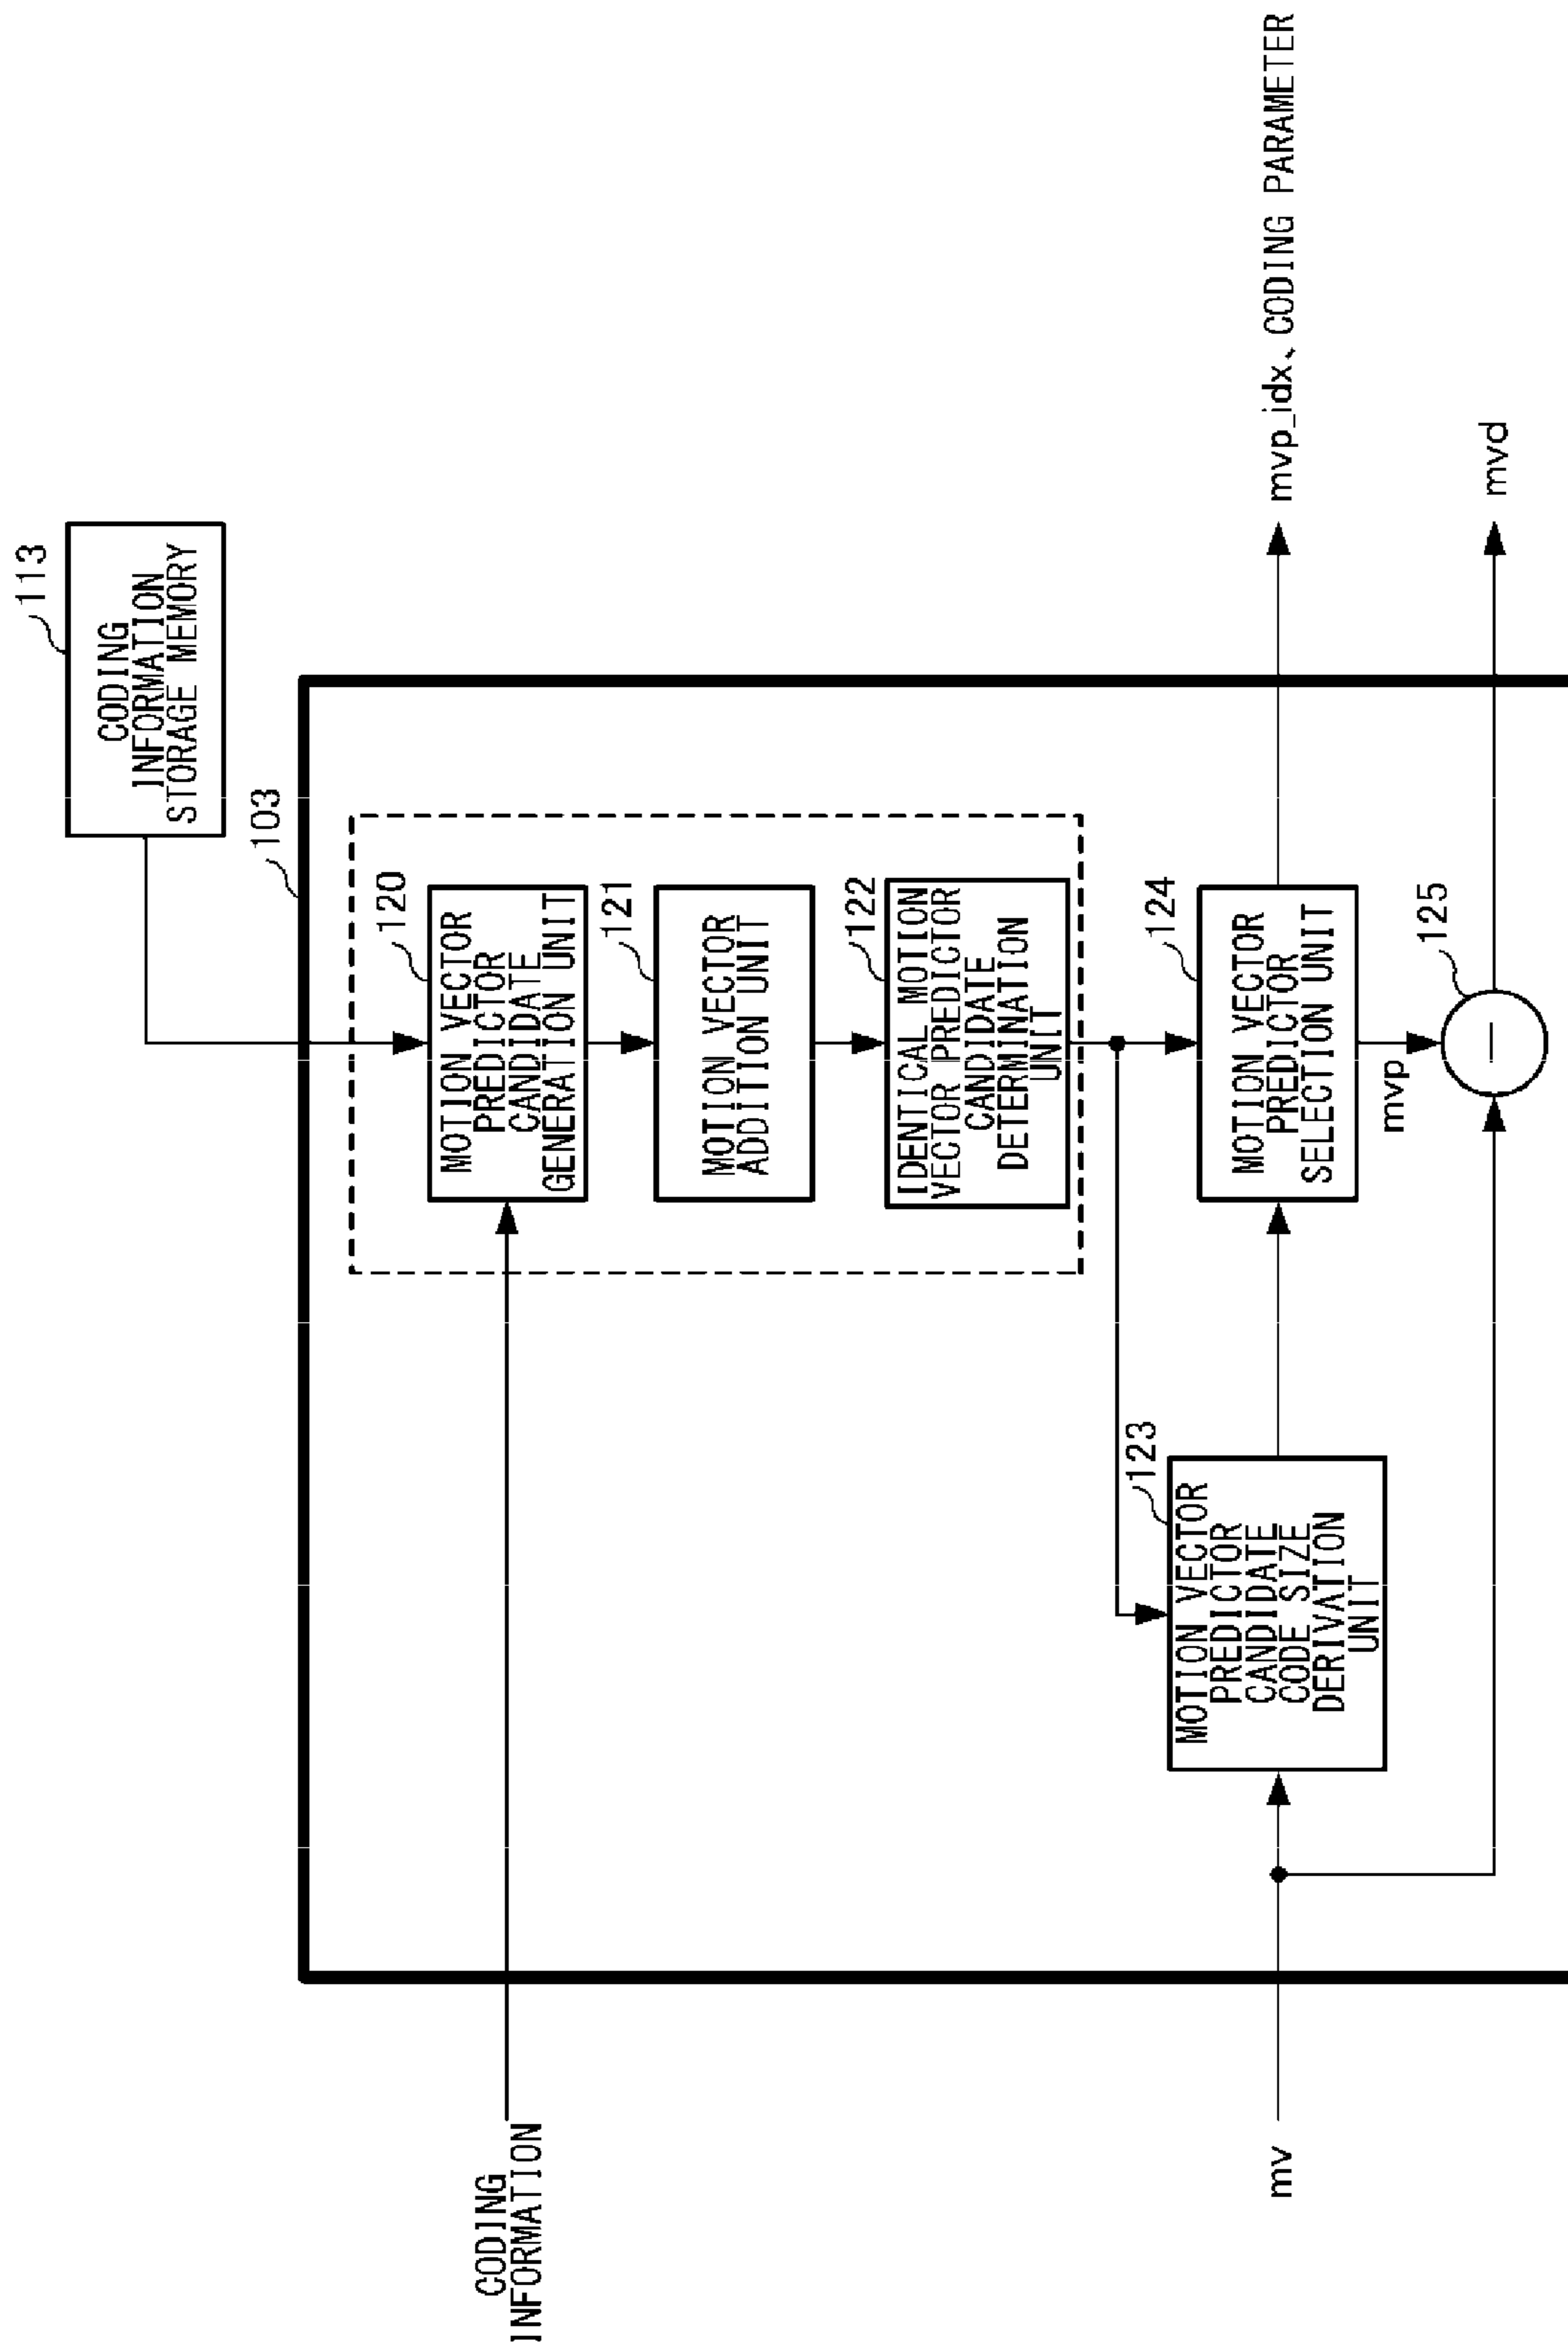 113
CODING
INFORMATION
STORAGE MEMORY
103
120
MOTION VECTOR
PREDICTOR
CANDIDATE
GENERATION UNIT
121
MOTION VECTOR
ADDITION UNIT
122
IDENTICAL MOTION
VECTOR PREDICTOR
CANDIDATE
DETERMINATION
UNIT
CODING
INFORMATION
123
MOTION VECTOR
PREDICTOR
CANDIDATE
CODE SIZE
DERIVATION
UNIT
124
MOTION VECTOR
PREDICTOR
SELECTION UNIT
mv
mvp_idx、CODING PARAMETER
mvp
125
mvd